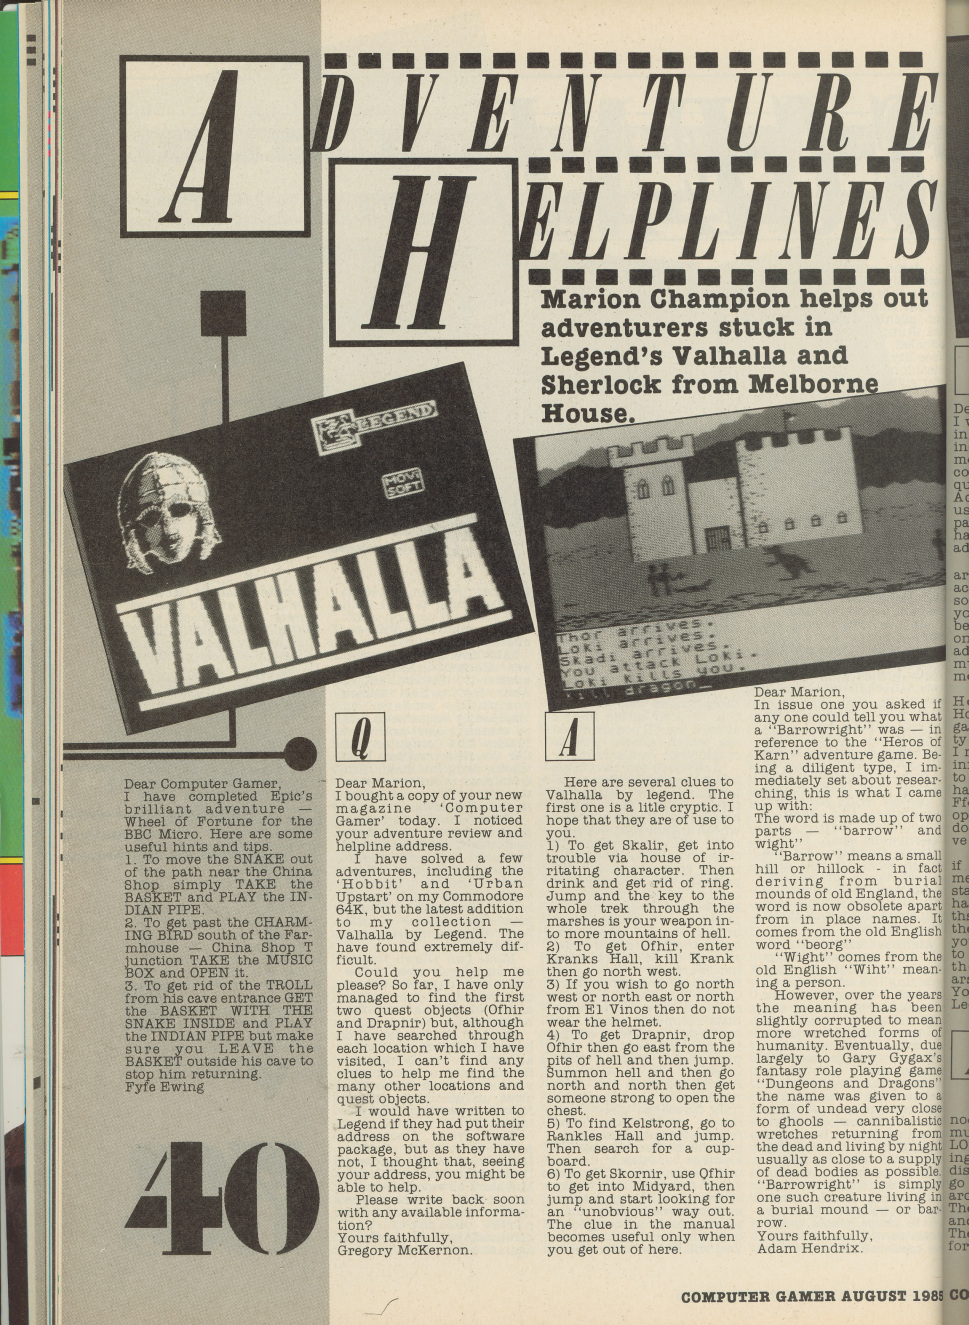 ADVENTURE
HELPLINES
Marion Champion helps out
adventurers stuck in
Legend's Valhalla and
Sherlock from Melborne
House.
LEGEND
MOVI
SOFT
VALHALLA
Thor arrives.
Loki arrives.
Skadi arrives.
You attack Loki.
Loki kills you.
kill dragon_
Dear Computer Gamer,
I have completed Epic's
brilliant adventure —
Wheel of Fortune for the
BBC Micro. Here are some
useful hints and tips.
1. To move the SNAKE out
of the path near the China
Shop simply TAKE the
BASKET and PLAY the IN-
DIAN PIPE.
2. To get past the CHARM-
ING BIRD south of the Far-
mhouse — China Shop T
junction TAKE the MUSIC
BOX and OPEN it.
3. To get rid of the TROLL
from his cave entrance GET
the BASKET WITH THE
SNAKE INSIDE and PLAY
the INDIAN PIPE but make
sure you LEAVE the
BASKET outside his cave to
stop him returning.
Fyfe Ewing
40
Q
Dear Marion,
I bought a copy of your new
magazine 'Computer
Gamer' today. I noticed
your adventure review and
helpline address.
I have solved a few
adventures, including the
'Hobbit' and 'Urban
Upstart' on my Commodore
64K, but the latest addition
to my collection —
Valhalla by Legend. The
have found extremely dif-
ficult.
Could you help me
please? So far, I have only
managed to find the first
two quest objects (Ofhir
and Drapnir) but, although
I have searched through
each location which I have
visited, I can't find any
clues to help me find the
many other locations and
quest objects.
I would have written to
Legend if they had put their
address on the software
package, but as they have
not, I thought that, seeing
your address, you might be
able to help.
Please write back soon
with any available informa-
tion?
Yours faithfully,
Gregory McKernon.
A
Here are several clues to
Valhalla by legend. The
first one is a litle cryptic. I
hope that they are of use to
you.
1) To get Skalir, get into
trouble via house of ir-
ritating character. Then
drink and get rid of ring.
Jump and the key to the
whole trek through the
marshes is your weapon in-
to more mountains of hell.
2) To get Ofhir, enter
Kranks Hall, kill Krank
then go north west.
3) If you wish to go north
west or north east or north
from El Vinos then do not
wear the helmet.
4) To get Drapnir, drop
Ofhir then go east from the
pits of hell and then jump.
Summon hell and then go
north and north then get
someone strong to open the
chest.
5) To find Kelstrong, go to
Rankles Hall and jump.
Then search for a cup-
board.
6) To get Skornir, use Ofhir
to get into Midyard, then
jump and start looking for
an "unobvious" way out.
The clue in the manual
becomes useful only when
you get out of here.
Dear Marion,
In issue one you asked if
any one could tell you what
a "Barrowright" was — in
reference to the "Heros of
Karn" adventure game. Be-
ing a diligent type, I im-
mediately set about resear-
ching, this is what I came
up with:
The word is made up of two
parts — "barrow" and
wight"
"Barrow" means a small
hill or hillock - in fact
deriving from burial
mounds of old England, the
word is now obsolete apart
from in place names. It
comes from the old English
word "beorg"
"Wight" comes from the
old English "Wiht" mean-
ing a person.
However, over the years
the meaning has been
slightly corrupted to mean
more wretched forms of
humanity. Eventually, due
largely to Gary Gygax's
fantasy role playing game
"Dungeons and Dragons"
the name was given to a
form of undead very close
to ghools — cannibalistic
wretches returning from
the dead and living by night
usually as close to a supply
of dead bodies as possible.
"Barrowright" is simply
one such creature living in
a burial mound — or bar-
row.
Yours faithfully,
Adam Hendrix.
COMPUTER GAMER AUGUST 1985